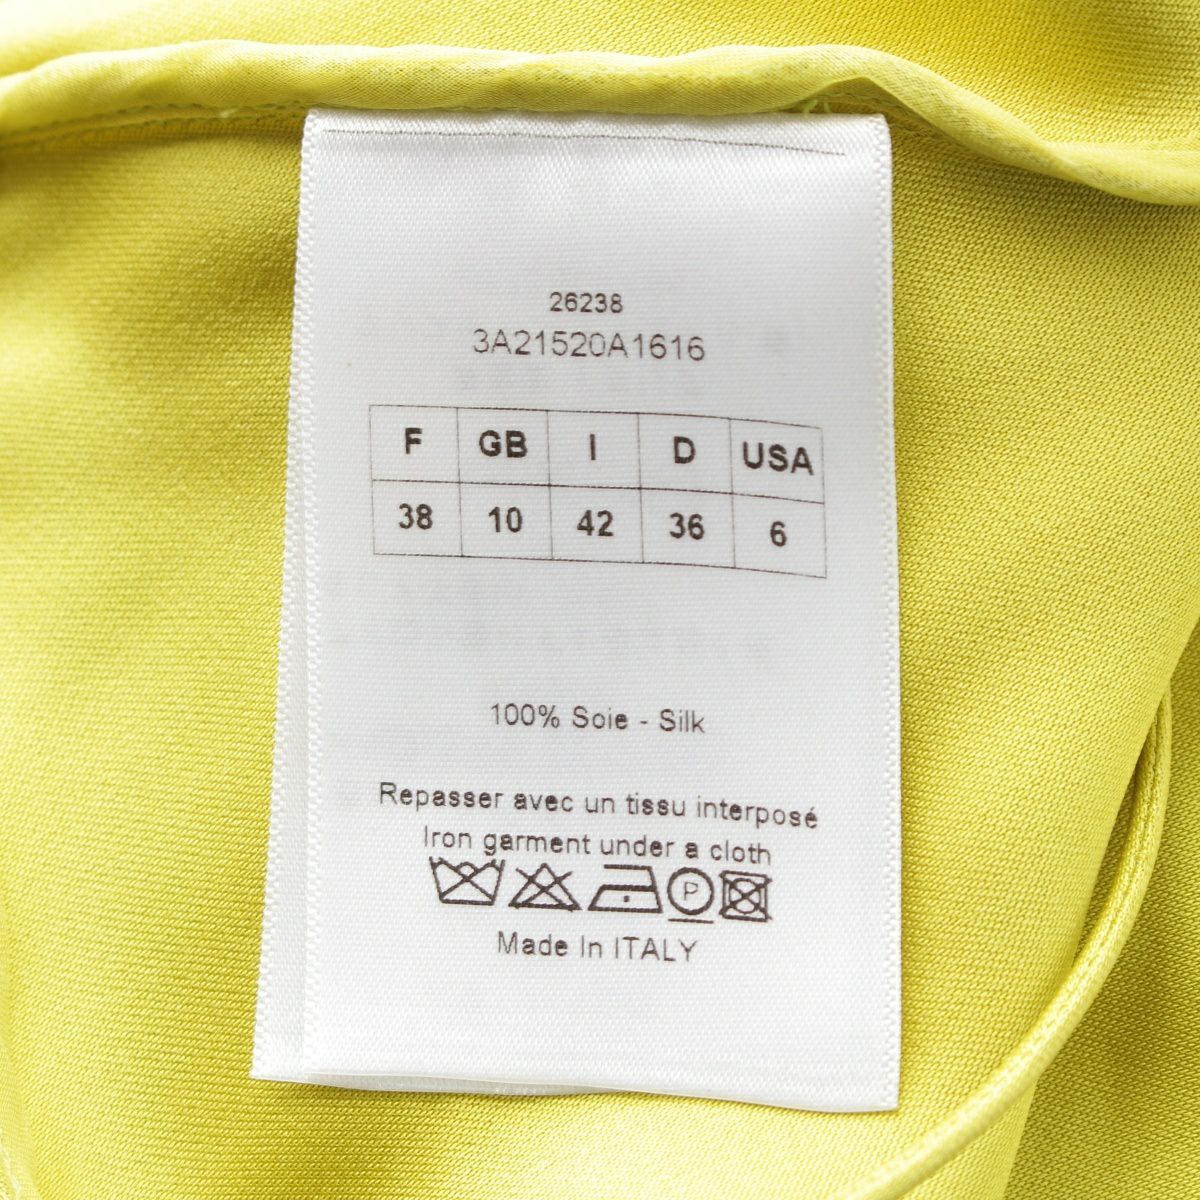 26238
3A21520A1616
F GB I D USA
38 10 42 36 6
100% Soie - Silk
Repasser avec un tissu interposé
Iron garment under a cloth
P
Made In ITALY